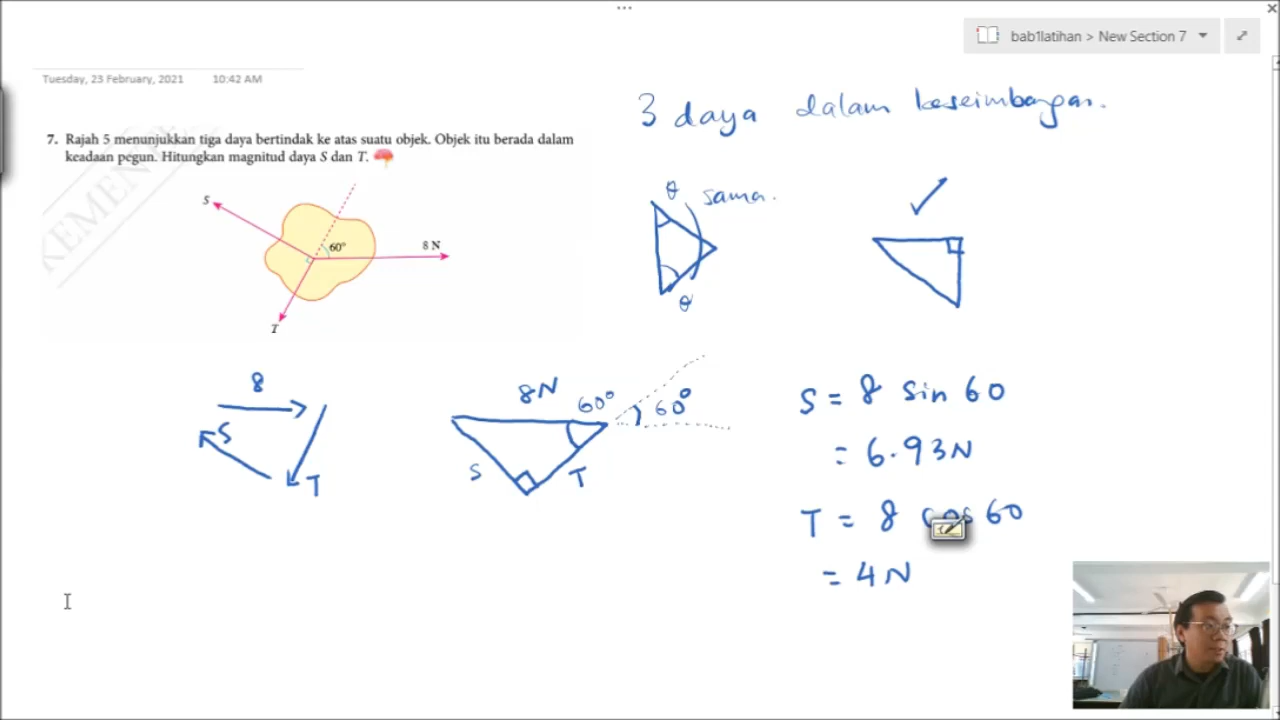 bab1latihan > New Section 7
Tuesday, 23 February, 2021 10:42 AM
3 daya dalam keseimbangan.
7. Rajah 5 menunjukkan tiga daya bertindak ke atas suatu objek. Objek itu berada dalam
keadaan pegun. Hitungkan magnitud daya S dan T.
KEMEN
S
60°
8 N
T
θ sama.
θ
✓
8
S
T
8N
60°
60°
S
T
S = 8 sin 60
= 6.93N
T = 8 cos 60
= 4N